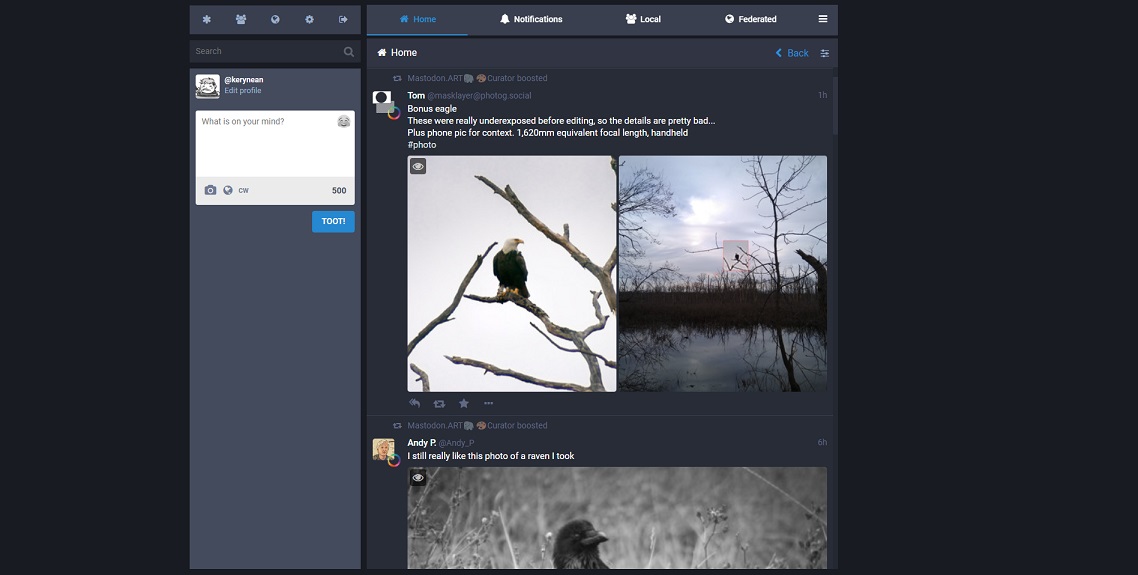 Home
Notifications
Local
Federated
Search
Home
Back
@kerynean
Edit profile
What is on your mind?
CW
500
TOOT!
Mastodon.ART Curator boosted
Tom @masklayer@photog.social
1h
Bonus eagle
These were really underexposed before editing, so the details are pretty bad...
Plus phone pic for context. 1,620mm equivalent focal length, handheld
#photo
Mastodon.ART Curator boosted
Andy P. @Andy_P
6h
I still really like this photo of a raven I took